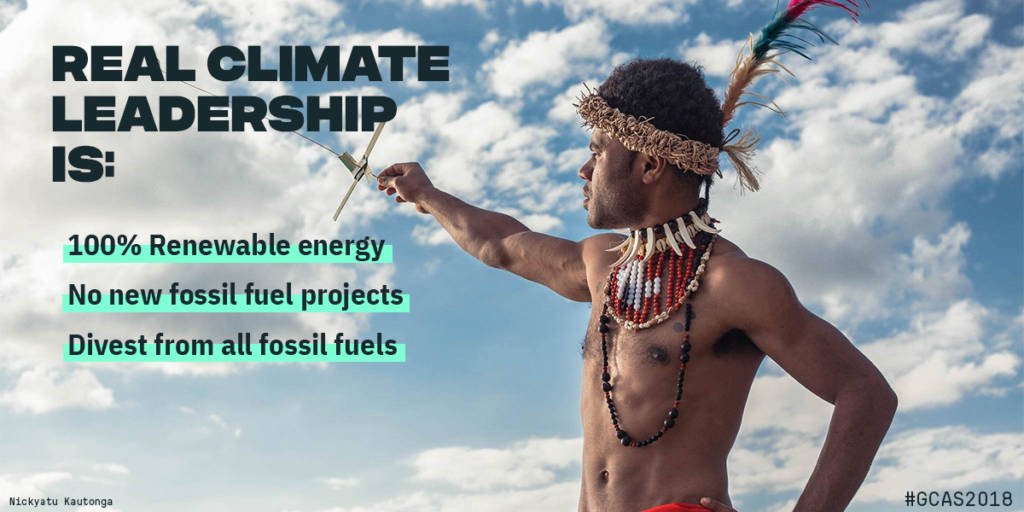 REAL CLIMATE
LEADERSHIP
IS:
100% Renewable energy
No new fossil fuel projects
Divest from all fossil fuels
Nickyatu Kautonga
#GCAS2018